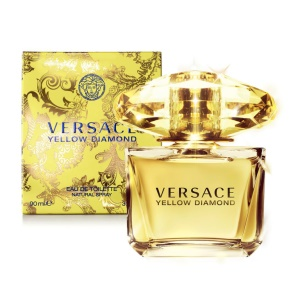 VERSACE
YELLOW DIAMOND
EAU DE TOILETTE
NATURAL SPRAY
90ml ℮
VERSACE
YELLOW DIAMOND